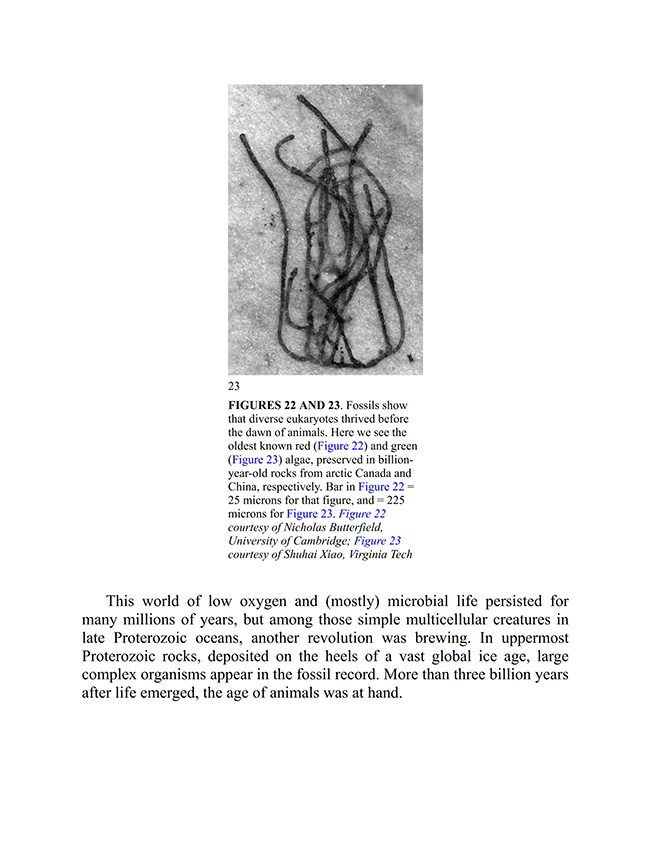 23
FIGURES 22 AND 23. Fossils show
that diverse eukaryotes thrived before
the dawn of animals. Here we see the
oldest known red (Figure 22) and green
(Figure 23) algae, preserved in billion-
year-old rocks from arctic Canada and
China, respectively. Bar in Figure 22 =
25 microns for that figure, and = 225
microns for Figure 23. Figure 22
courtesy of Nicholas Butterfield,
University of Cambridge; Figure 23
courtesy of Shuhai Xiao, Virginia Tech
This world of low oxygen and (mostly) microbial life persisted for
many millions of years, but among those simple multicellular creatures in
late Proterozoic oceans, another revolution was brewing. In uppermost
Proterozoic rocks, deposited on the heels of a vast global ice age, large
complex organisms appear in the fossil record. More than three billion years
after life emerged, the age of animals was at hand.